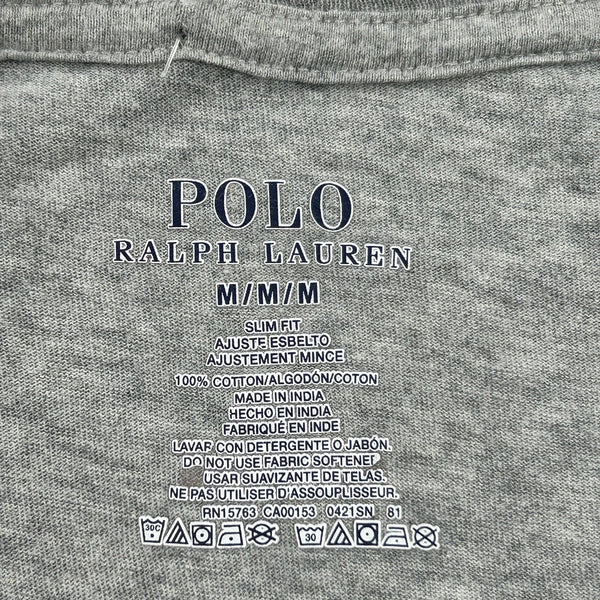 POLO
RALPH LAUREN
M/M/M
SLIM FIT
AJUSTE ESBELTO
AJUSTEMENT MINCE
100% COTTON/ALGODÓN/COTON
MADE IN INDIA
HECHO EN INDIA
FABRIQUÉ EN INDE
LAVAR CON DETERGENTE O JABÓN.
DO NOT USE FABRIC SOFTENER
USAR SUAVIZANTE DE TELAS.
NE PAS UTILISER D'ASSOUPLISSEUR.
RN15763 CA00153 0421SN 81
30C 30